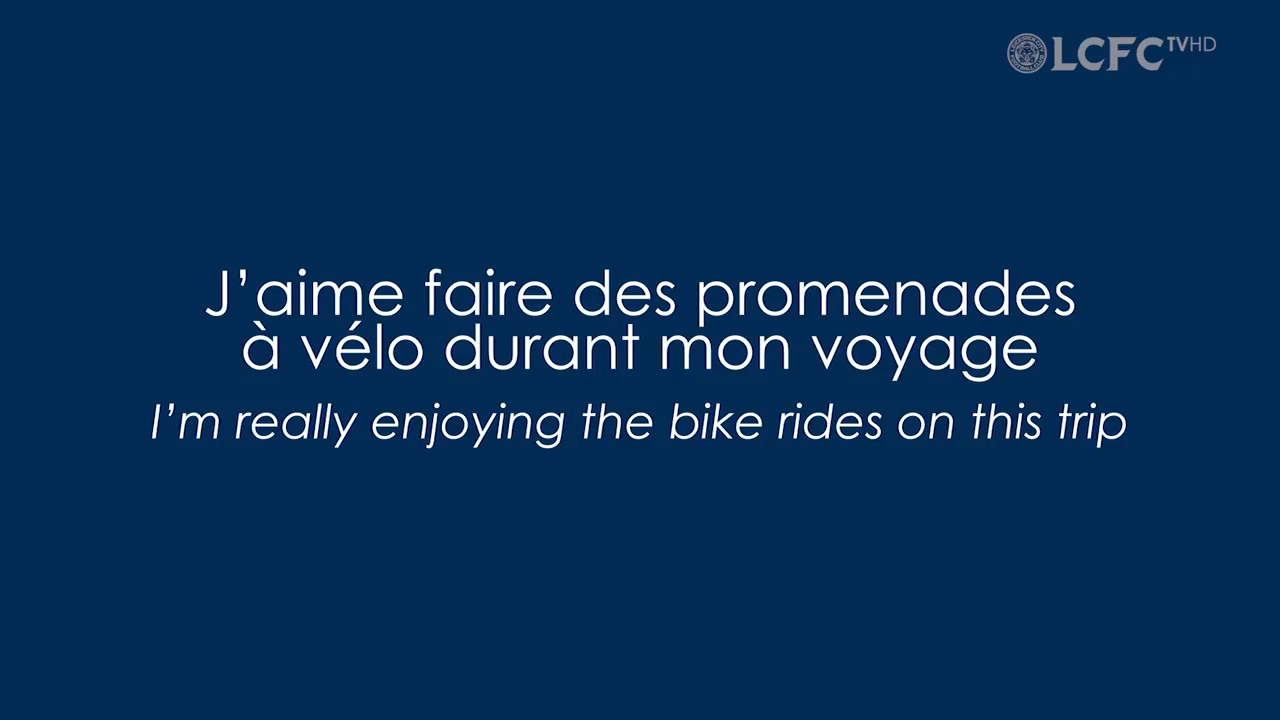 LCFC TV HD
J’aime faire des promenades
à vélo durant mon voyage
I’m really enjoying the bike rides on this trip